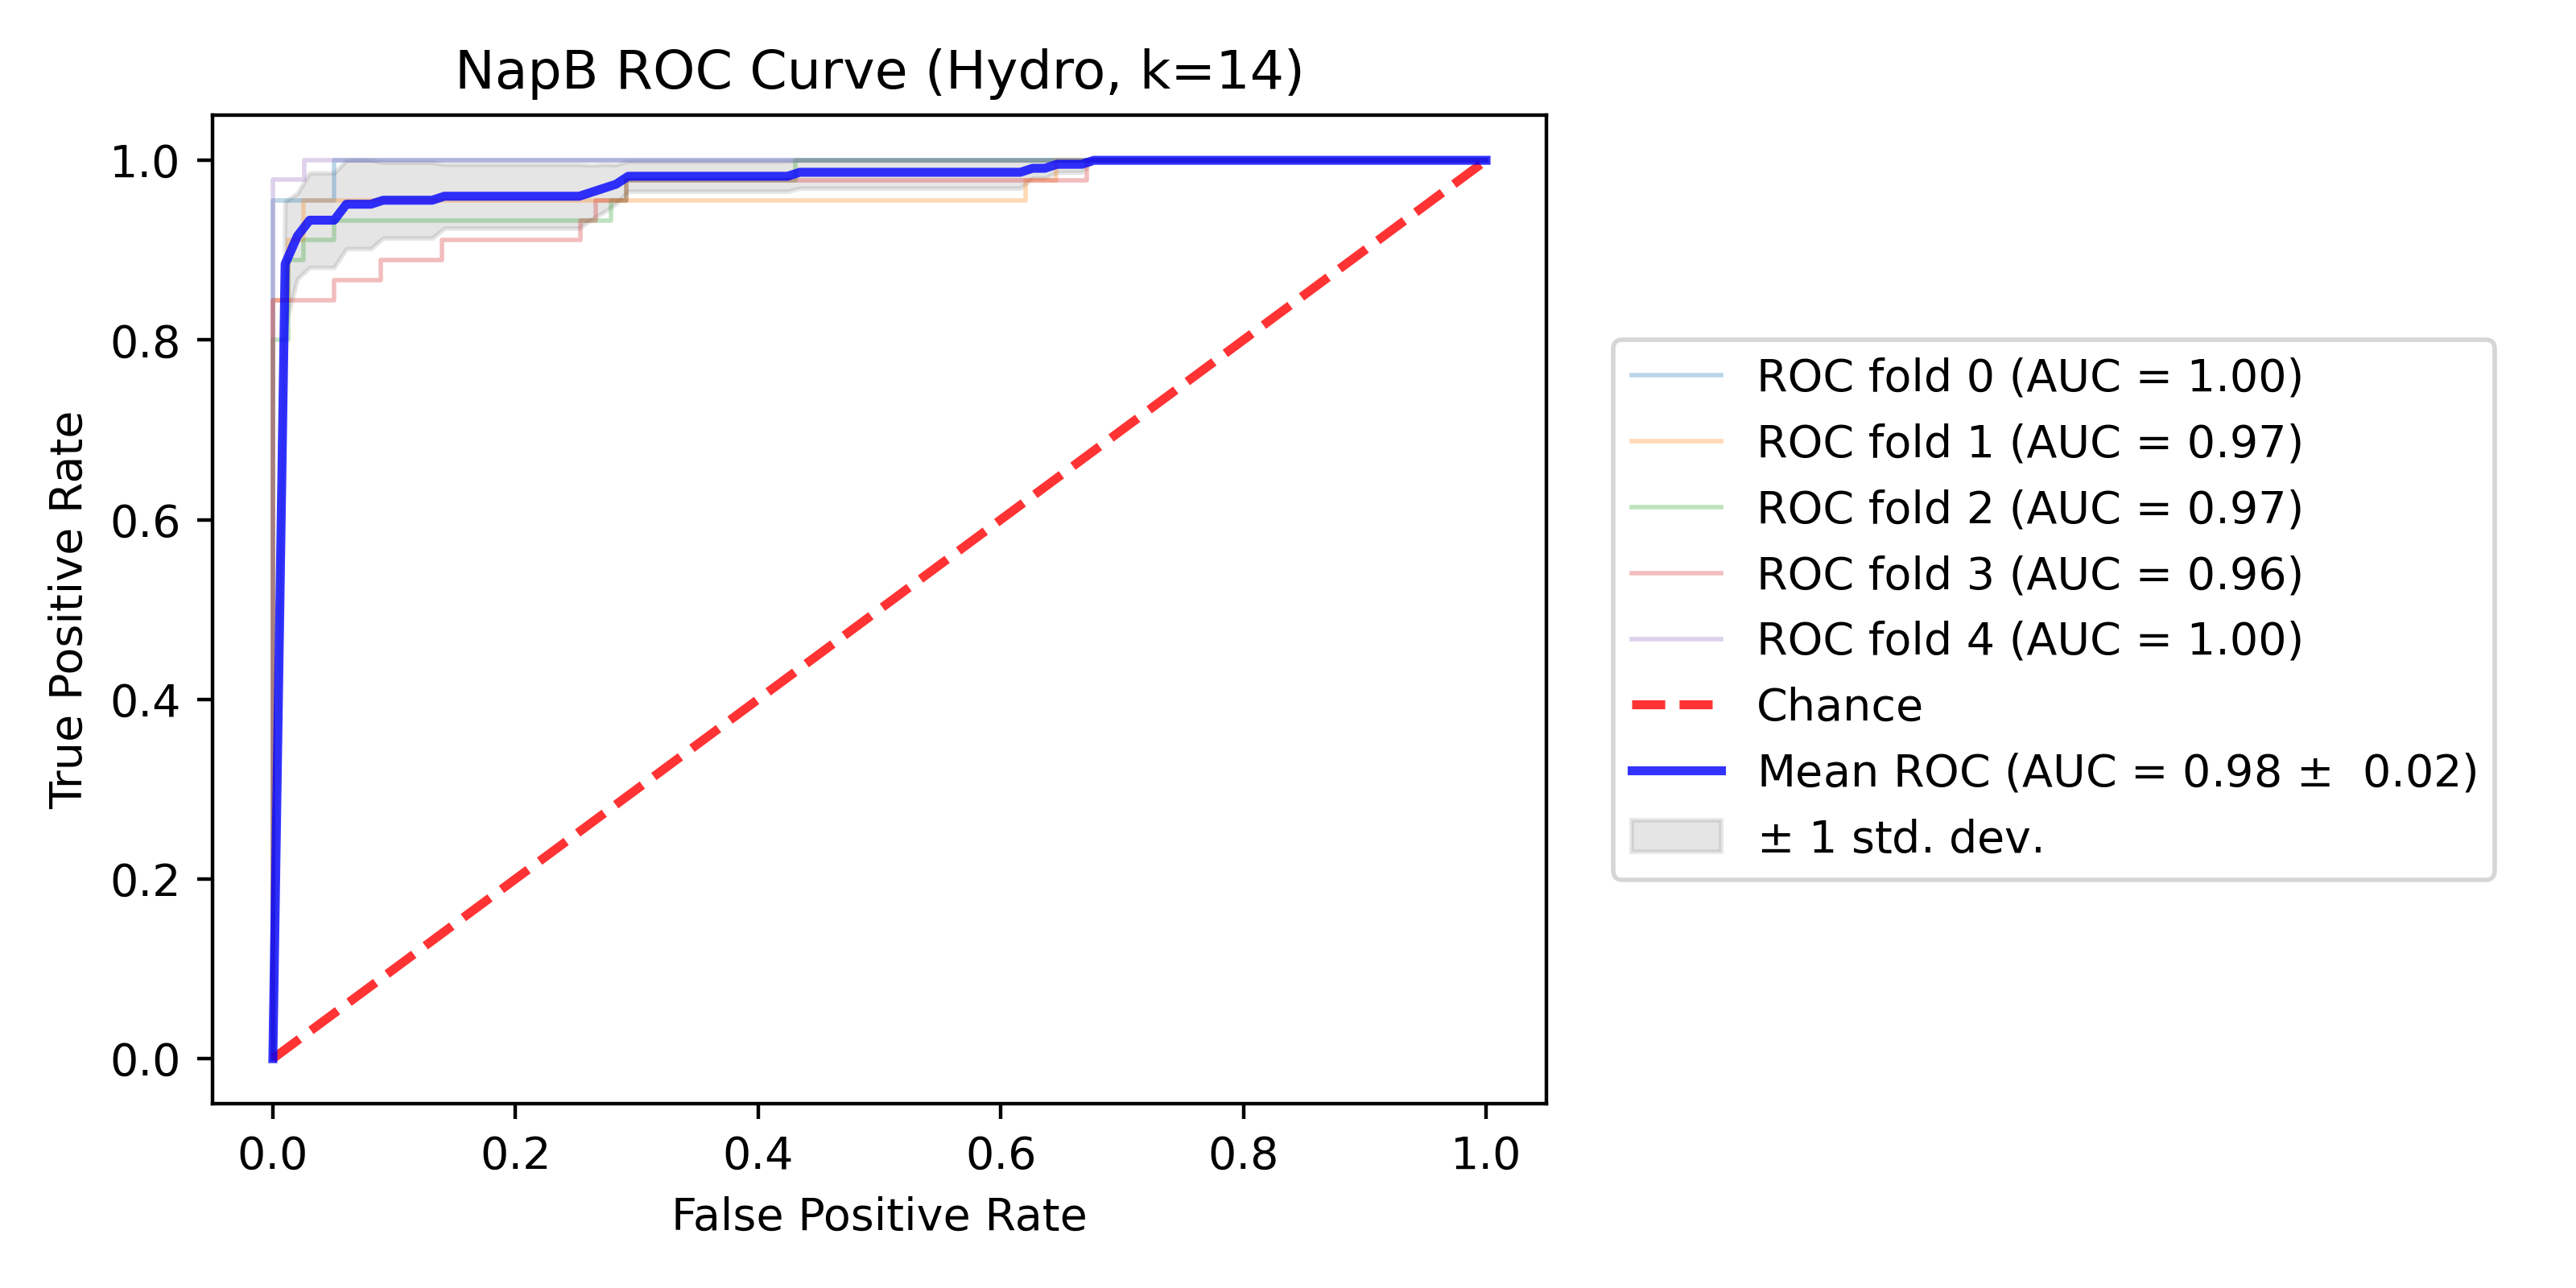 NapB ROC Curve (Hydro, k=14)
True Positive Rate
1.0
0.8
0.6
0.4
0.2
0.0
0.0 0.2 0.4 0.6 0.8 1.0
False Positive Rate
ROC fold 0 (AUC = 1.00)
ROC fold 1 (AUC = 0.97)
ROC fold 2 (AUC = 0.97)
ROC fold 3 (AUC = 0.96)
ROC fold 4 (AUC = 1.00)
Chance
Mean ROC (AUC = 0.98 ±  0.02)
± 1 std. dev.